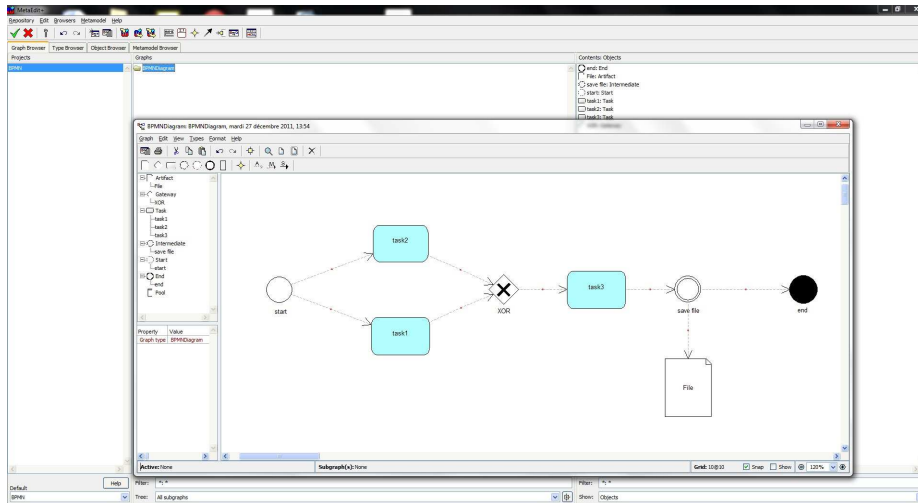 MetaEdit+
Repository Edit Browsers Metamodel Help
Graph Browser Type Browser Object Browser Metamodel Browser
Projects Graphs Contents: Objects
BPMN BPMNDiagram
end: End
File: Artifact
save file: Intermediate
start: Start
task1: Task
task2: Task
task3: Task
BPMNDiagram: BPMNDiagram, mardi 27 décembre 2011, 13:54
Graph Edit View Types Format Help
Artifact
File
Gateway
XOR
Task
task1
task2
task3
Intermediate
save file
Start
start
End
end
Pool
Property Value
Graph type BPMNDiagram
task2
start
XOR
task3
save file
end
task1
File
Active: None Subgraph(s): None Grid: 10@10 Snap Show 120%
Default Help Filter: *: * Filter: *: *
BPMN Tree: All subgraphs Show: Objects